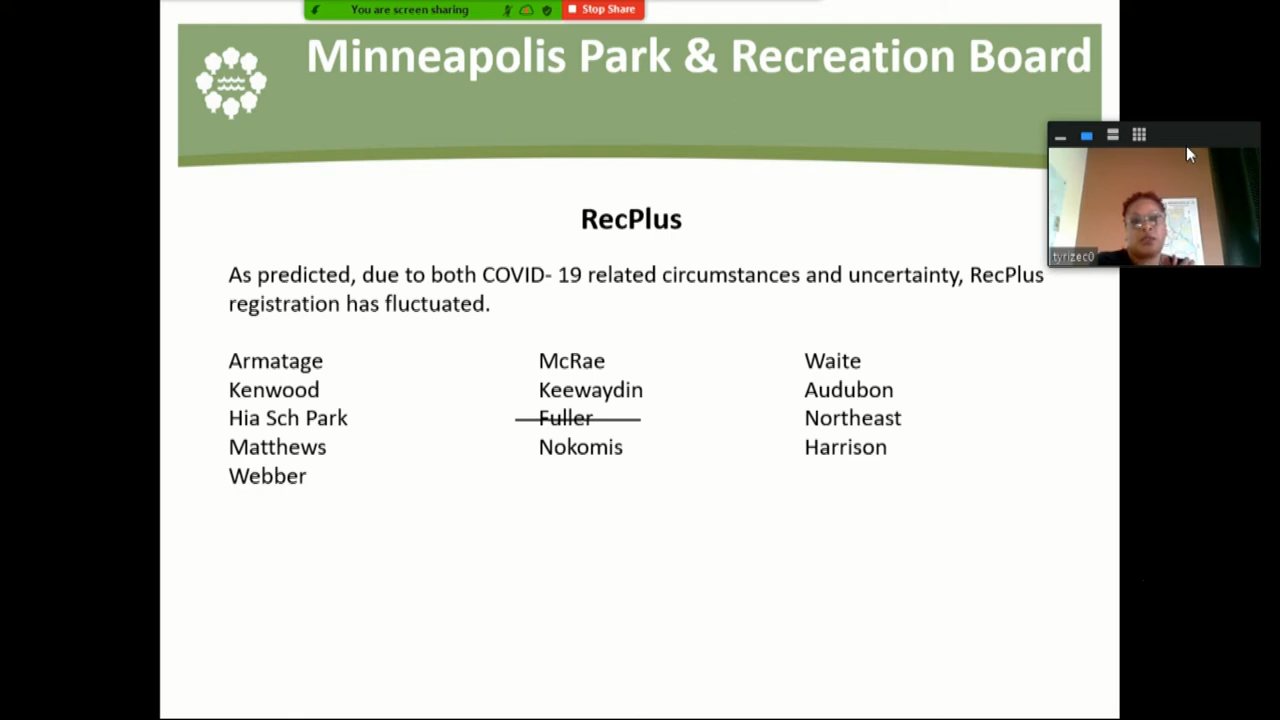 You are screen sharing
Stop Share
Minneapolis Park & Recreation Board
tyrizec0
RecPlus
As predicted, due to both COVID- 19 related circumstances and uncertainty, RecPlus
registration has fluctuated.
Armatage McRae Waite
Kenwood Keewaydin Audubon
Hia Sch Park Fuller Northeast
Matthews Nokomis Harrison
Webber